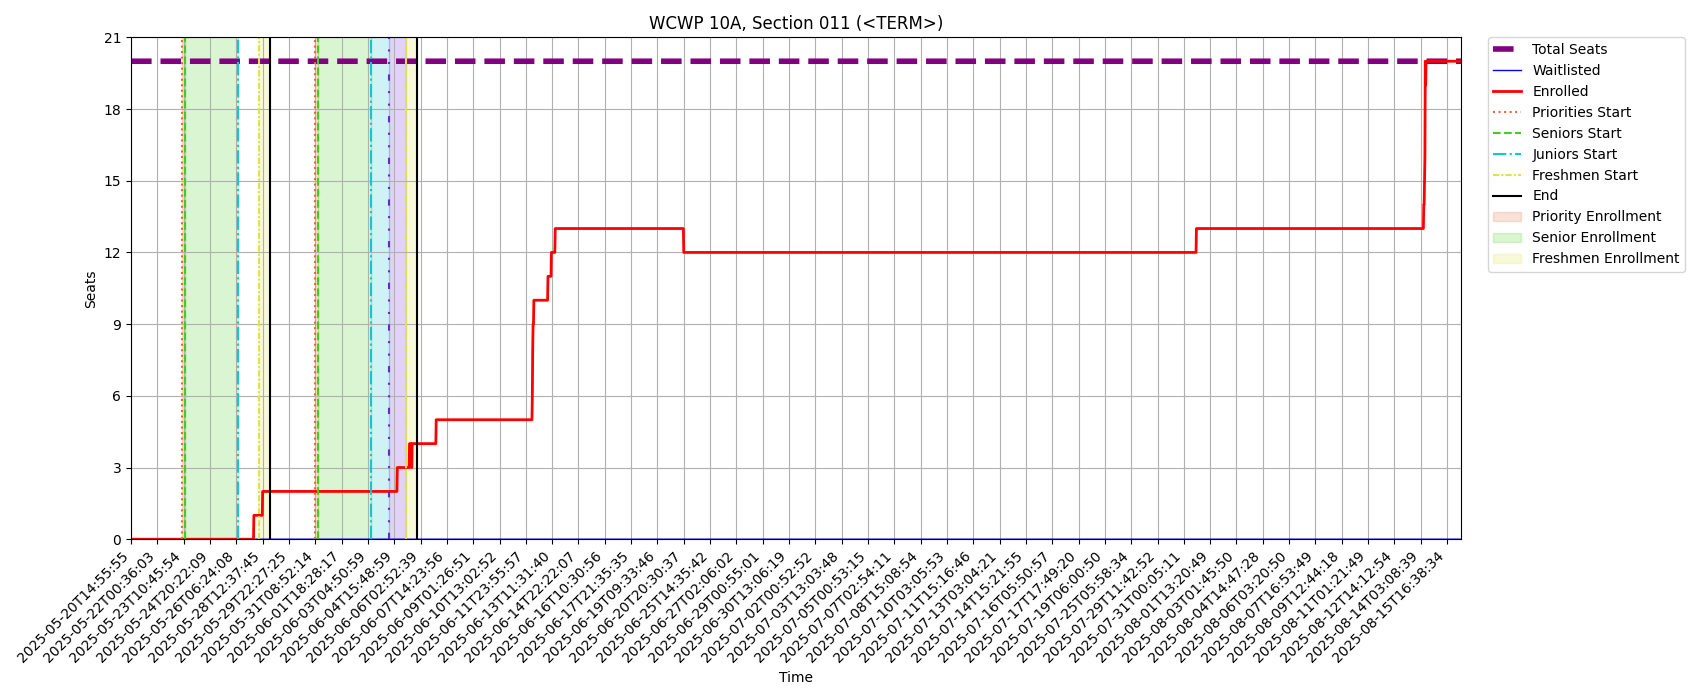 WCWP 10A, Section 011 (<TERM>)
21
18
15
12
9
6
3
0
Seats
2025-05-20T14:55:55
2025-05-22T00:36:03
2025-05-23T10:45:54
2025-05-24T20:22:09
2025-05-26T06:24:08
2025-05-28T12:37:45
2025-05-29T22:27:25
2025-05-31T08:52:14
2025-06-01T18:28:17
2025-06-03T04:50:59
2025-06-04T15:48:59
2025-06-06T02:52:39
2025-06-07T14:23:56
2025-06-09T01:26:51
2025-06-10T13:02:52
2025-06-11T23:55:57
2025-06-13T11:31:40
2025-06-14T22:22:07
2025-06-16T10:30:56
2025-06-17T21:35:35
2025-06-19T09:33:46
2025-06-20T20:30:37
2025-06-25T14:35:42
2025-06-27T02:06:02
2025-06-29T00:55:01
2025-06-30T13:06:19
2025-07-02T00:52:52
2025-07-03T13:03:48
2025-07-05T00:53:15
2025-07-07T02:54:11
2025-07-08T15:08:54
2025-07-10T03:05:53
2025-07-11T15:16:46
2025-07-13T03:04:21
2025-07-14T15:21:55
2025-07-16T05:50:57
2025-07-17T17:49:20
2025-07-19T06:00:50
2025-07-25T05:58:34
2025-07-29T11:42:52
2025-07-31T00:05:11
2025-08-01T13:20:49
2025-08-03T01:45:50
2025-08-04T14:47:28
2025-08-06T03:20:50
2025-08-07T16:53:49
2025-08-09T12:44:18
2025-08-11T01:21:49
2025-08-12T14:12:54
2025-08-14T03:08:39
2025-08-15T16:38:34
Time
Total Seats
Waitlisted
Enrolled
Priorities Start
Seniors Start
Juniors Start
Freshmen Start
End
Priority Enrollment
Senior Enrollment
Freshmen Enrollment